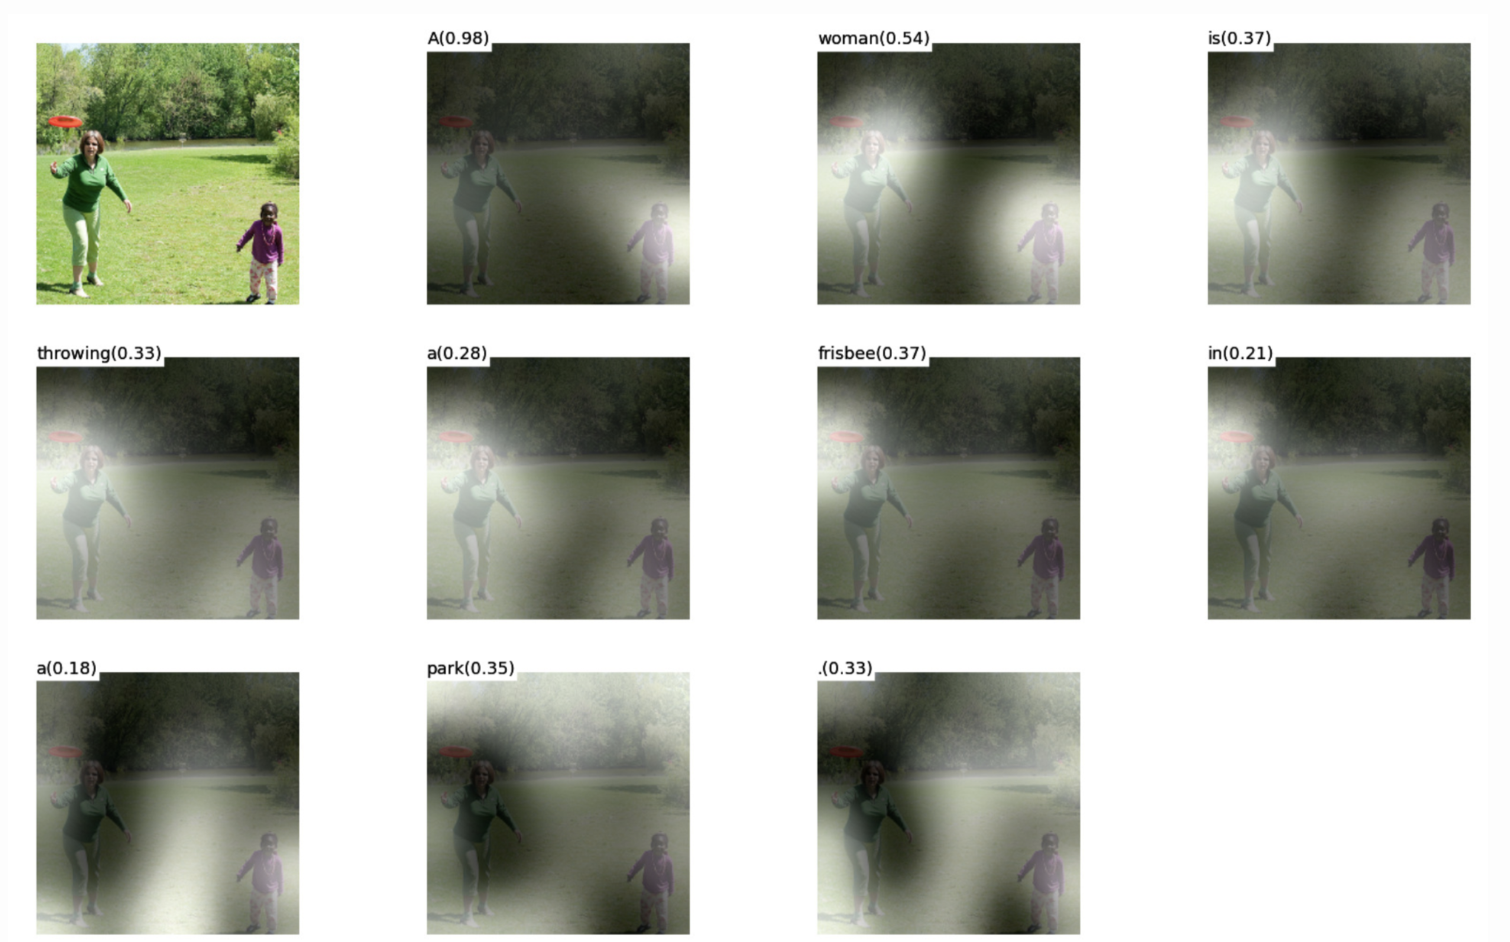 A(0.98)
woman(0.54)
is(0.37)
throwing(0.33)
a(0.28)
frisbee(0.37)
in(0.21)
a(0.18)
park(0.35)
.(0.33)